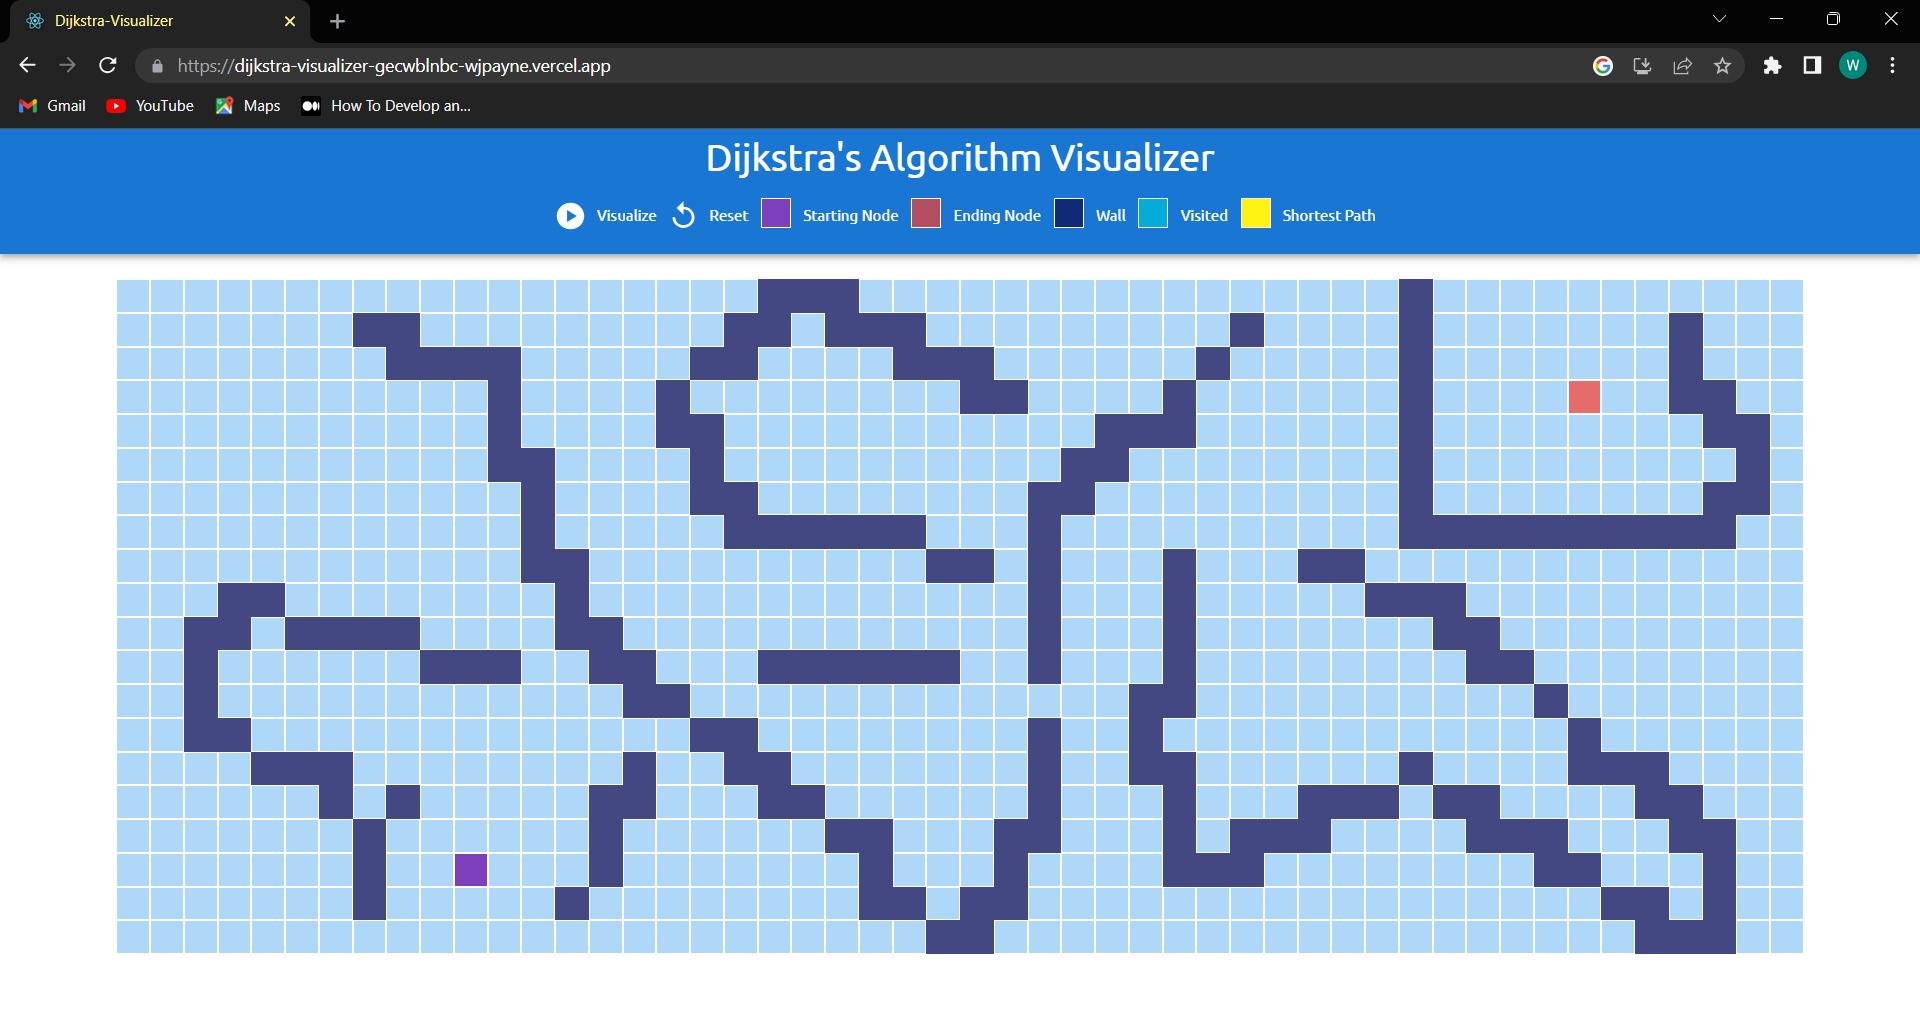 Dijkstra-Visualizer
https://dijkstra-visualizer-gecwblnbc-wjpayne.vercel.app
W
Gmail YouTube Maps How To Develop an...
Dijkstra's Algorithm Visualizer
Visualize Reset Starting Node Ending Node Wall Visited Shortest Path